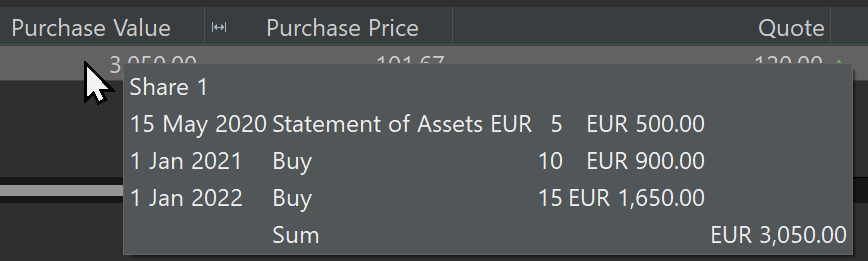 Purchase Value Purchase Price Quote
3,050.00 101.67 120.00
Share 1
15 May 2020 Statement of Assets EUR 5 EUR 500.00
1 Jan 2021 Buy 10 EUR 900.00
1 Jan 2022 Buy 15 EUR 1,650.00
Sum EUR 3,050.00